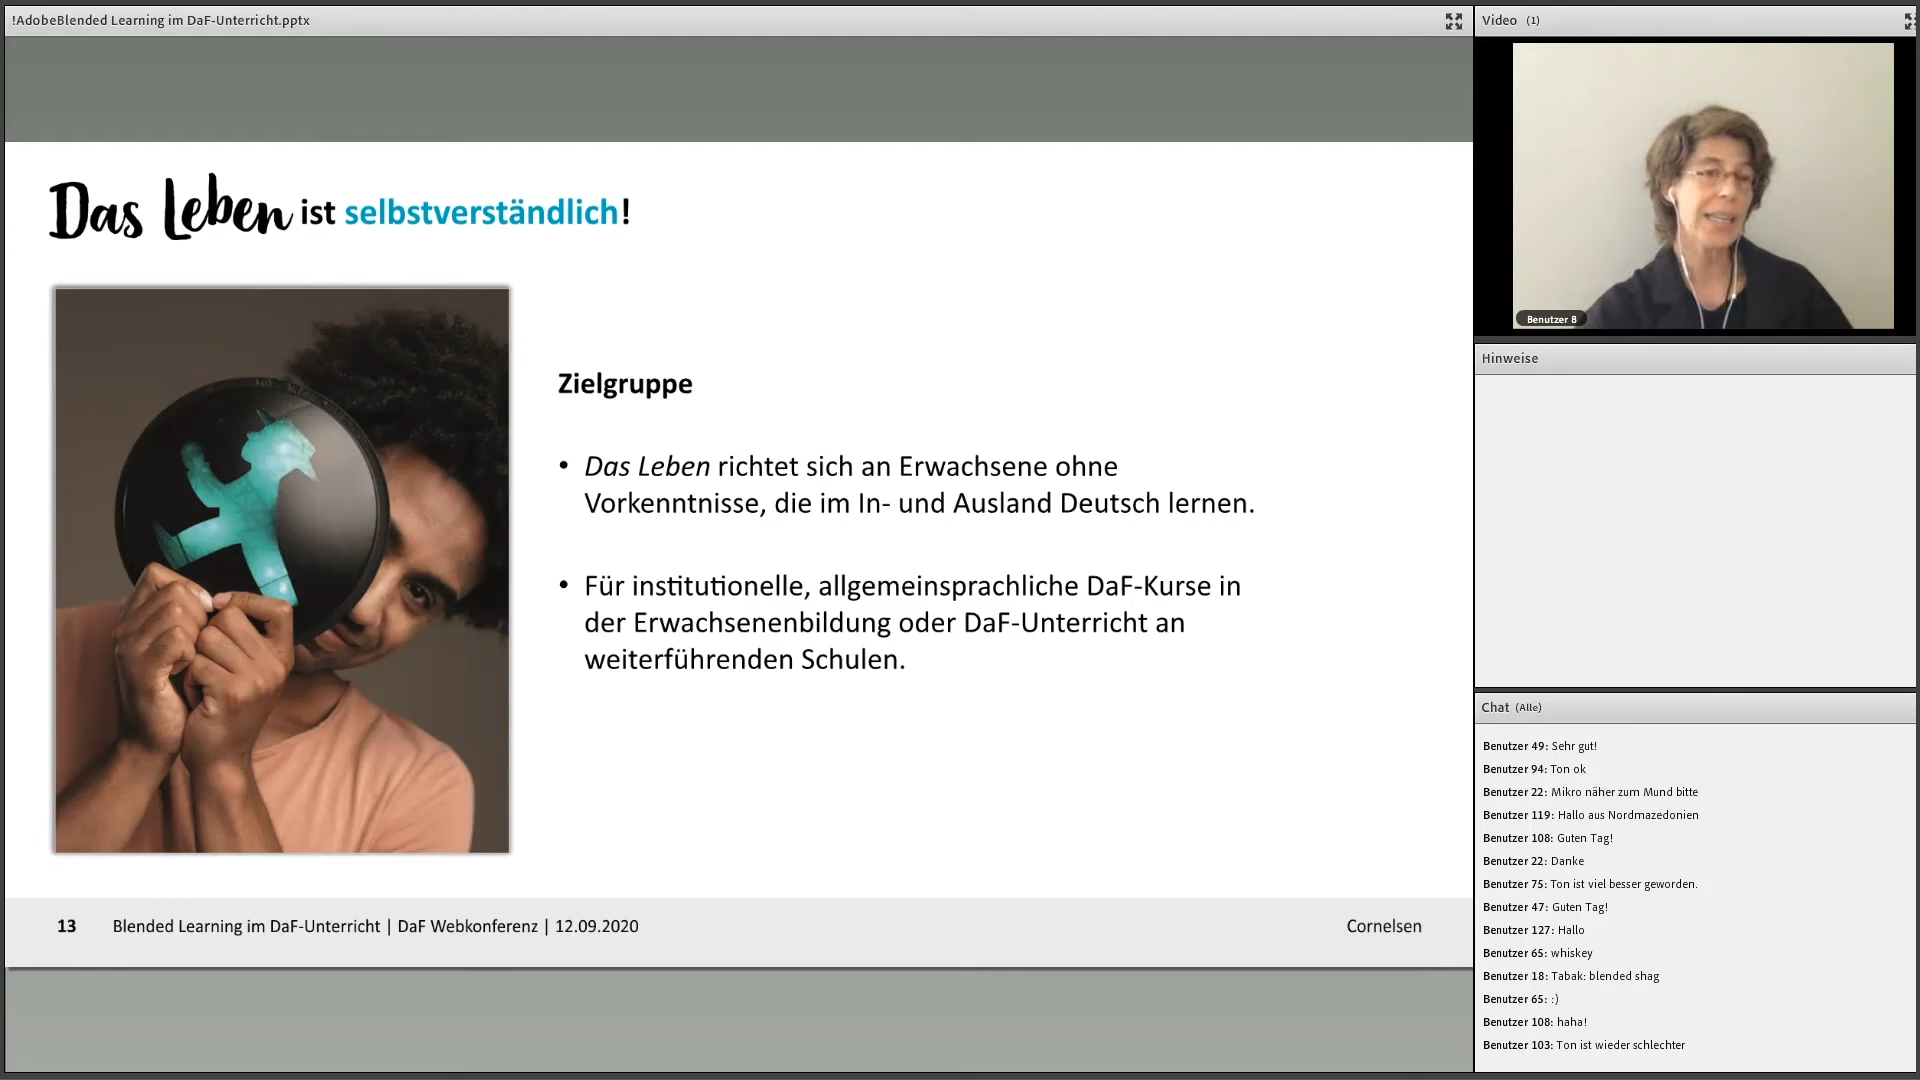 !AdobeBlended Learning im DaF-Unterricht.pptx
Das Leben ist selbstverständlich!
Zielgruppe
• Das Leben richtet sich an Erwachsene ohne
Vorkenntnisse, die im In- und Ausland Deutsch lernen.
• Für institutionelle, allgemeinsprachliche DaF-Kurse in
der Erwachsenenbildung oder DaF-Unterricht an
weiterführenden Schulen.
13 Blended Learning im DaF-Unterricht | DaF Webkonferenz | 12.09.2020 Cornelsen
Video (1)
Benutzer 8
Hinweise
Chat (Alle)
Benutzer 49: Sehr gut!
Benutzer 94: Ton ok
Benutzer 22: Mikro näher zum Mund bitte
Benutzer 119: Hallo aus Nordmazedonien
Benutzer 108: Guten Tag!
Benutzer 22: Danke
Benutzer 75: Ton ist viel besser geworden.
Benutzer 47: Guten Tag!
Benutzer 127: Hallo
Benutzer 65: whiskey
Benutzer 18: Tabak: blended shag
Benutzer 65: :)
Benutzer 108: haha!
Benutzer 103: Ton ist wieder schlechter